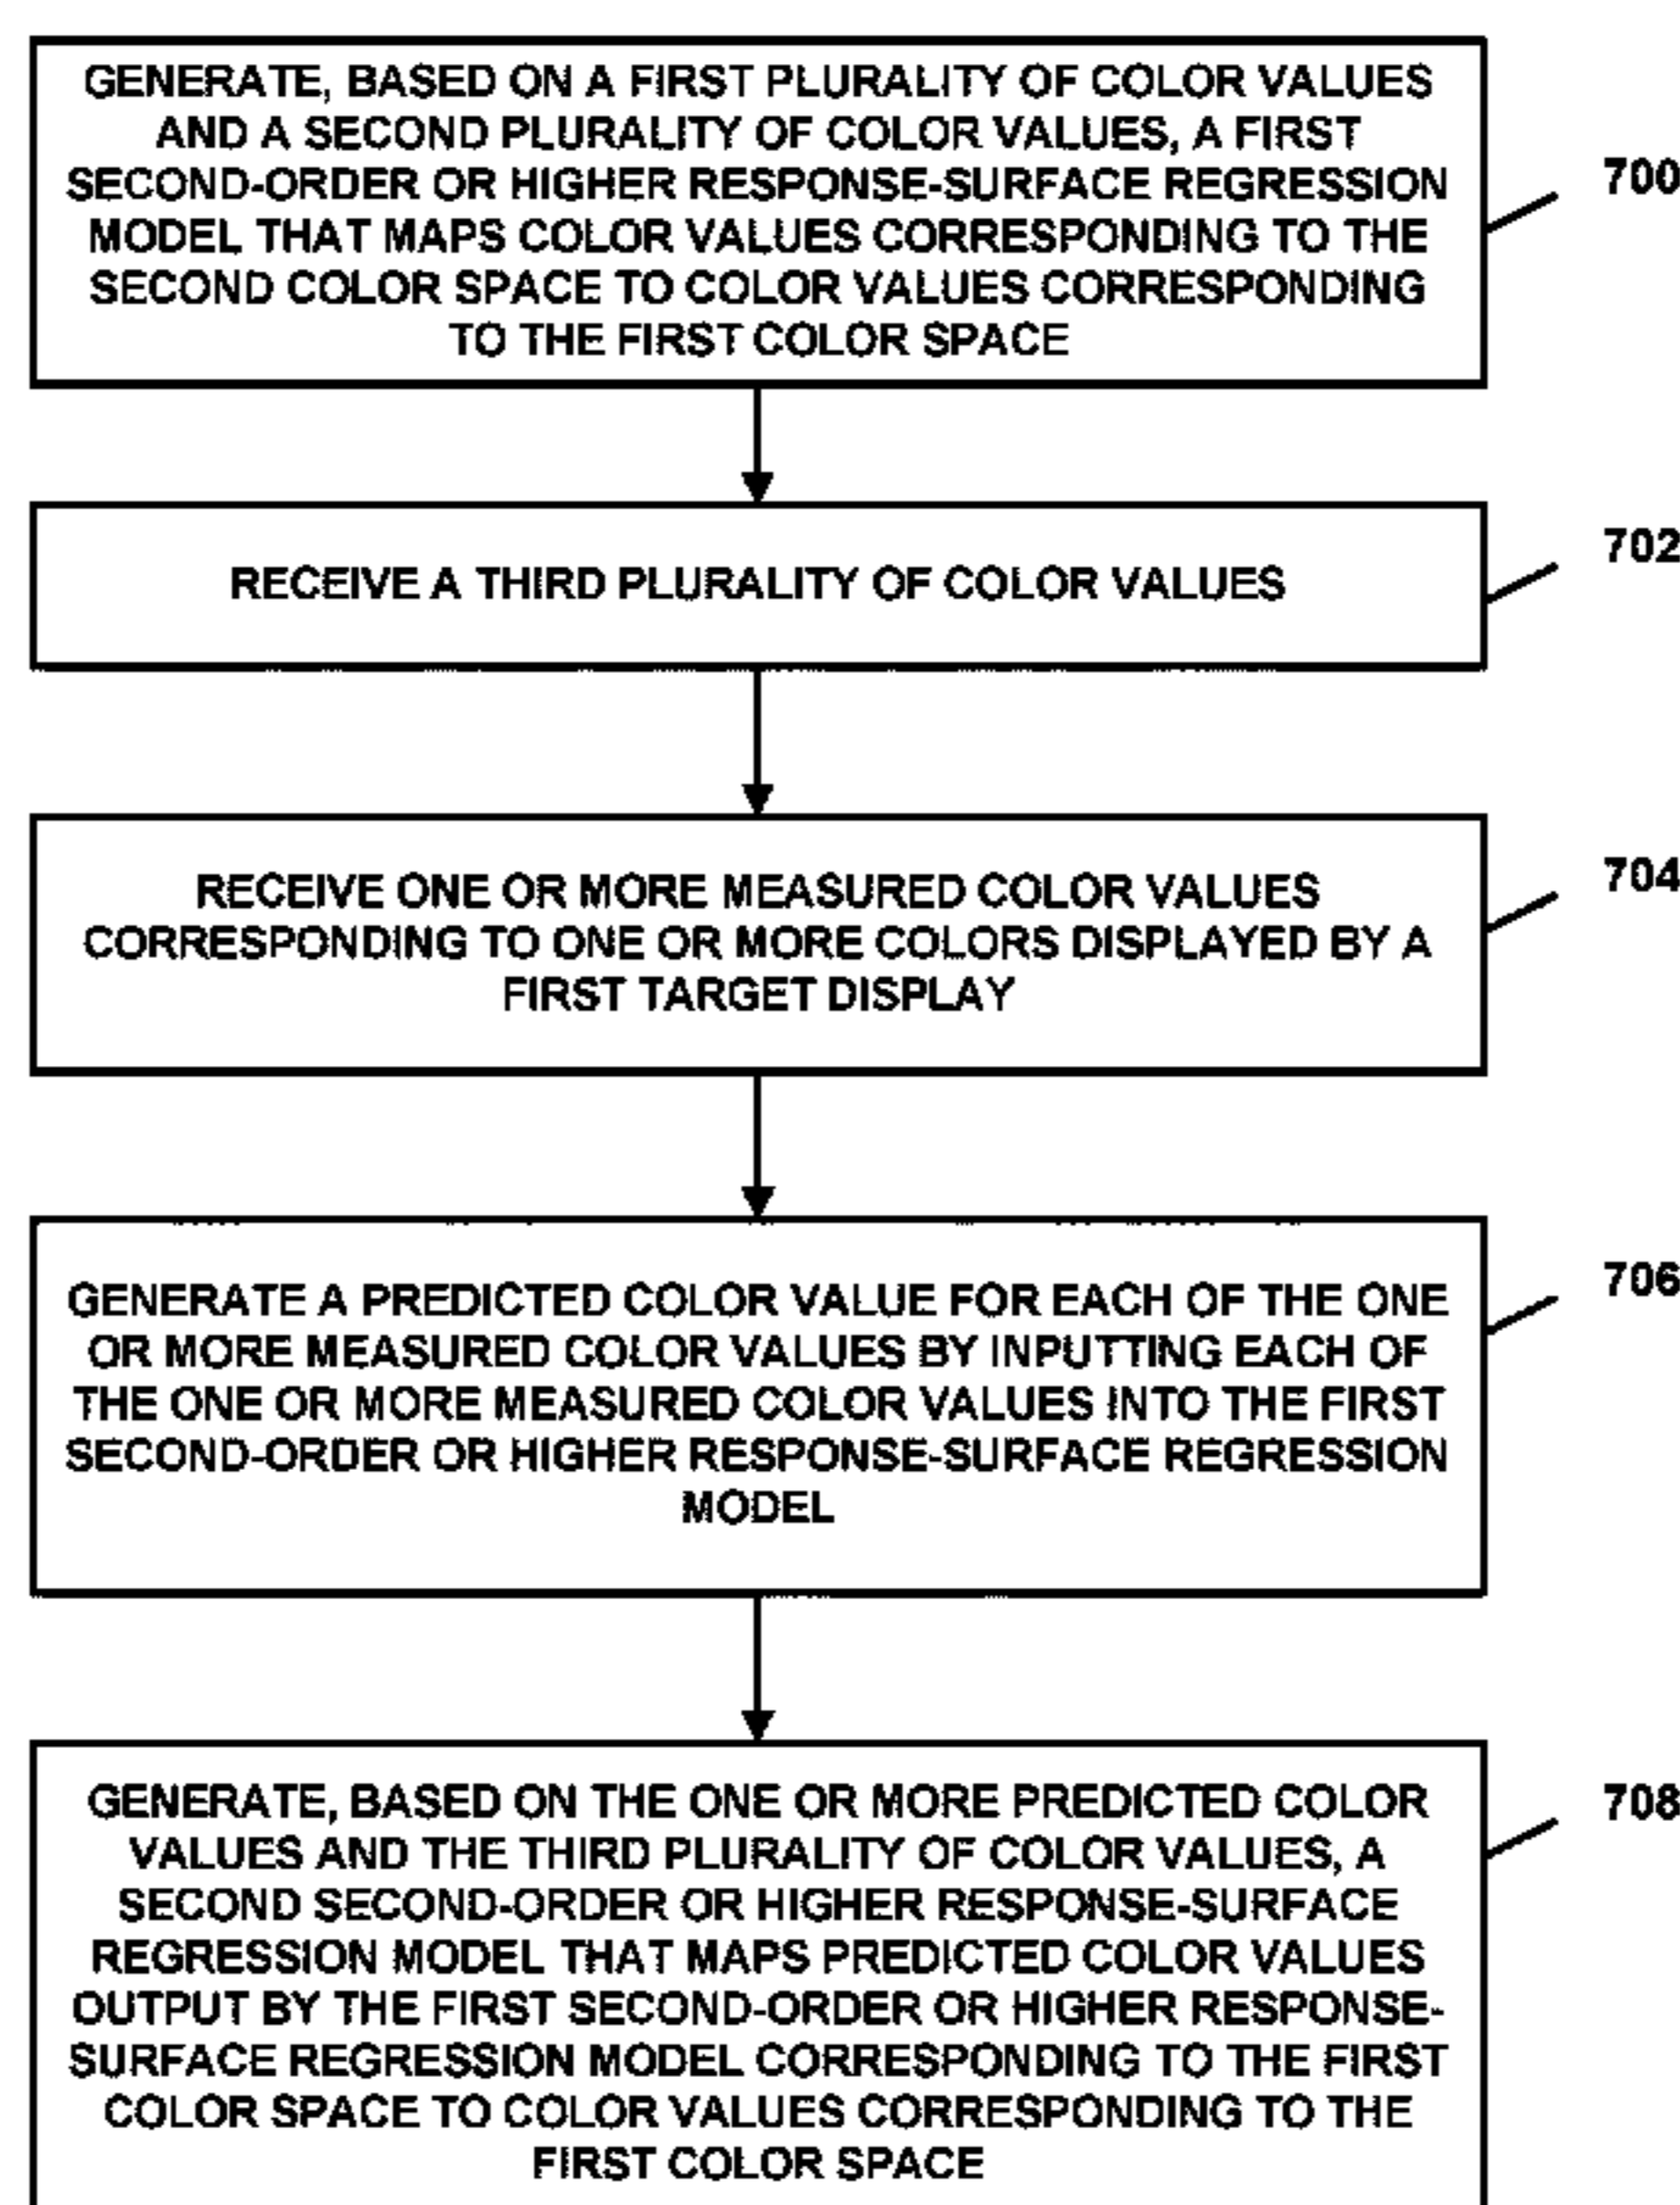 GENERATE, BASED ON A FIRST PLURALITY OF COLOR VALUES
AND A SECOND PLURALITY OF COLOR VALUES, A FIRST
SECOND-ORDER OR HIGHER RESPONSE-SURFACE REGRESSION
MODEL THAT MAPS COLOR VALUES CORRESPONDING TO THE
SECOND COLOR SPACE TO COLOR VALUES CORRESPONDING
TO THE FIRST COLOR SPACE
700
RECEIVE A THIRD PLURALITY OF COLOR VALUES
702
RECEIVE ONE OR MORE MEASURED COLOR VALUES
CORRESPONDING TO ONE OR MORE COLORS DISPLAYED BY A
FIRST TARGET DISPLAY
704
GENERATE A PREDICTED COLOR VALUE FOR EACH OF THE ONE
OR MORE MEASURED COLOR VALUES BY INPUTTING EACH OF
THE ONE OR MORE MEASURED COLOR VALUES INTO THE FIRST
SECOND-ORDER OR HIGHER RESPONSE-SURFACE REGRESSION
MODEL
706
GENERATE, BASED ON THE ONE OR MORE PREDICTED COLOR
VALUES AND THE THIRD PLURALITY OF COLOR VALUES, A
SECOND SECOND-ORDER OR HIGHER RESPONSE-SURFACE
REGRESSION MODEL THAT MAPS PREDICTED COLOR VALUES
OUTPUT BY THE FIRST SECOND-ORDER OR HIGHER RESPONSE-
SURFACE REGRESSION MODEL CORRESPONDING TO THE FIRST
COLOR SPACE TO COLOR VALUES CORRESPONDING TO THE
FIRST COLOR SPACE
708